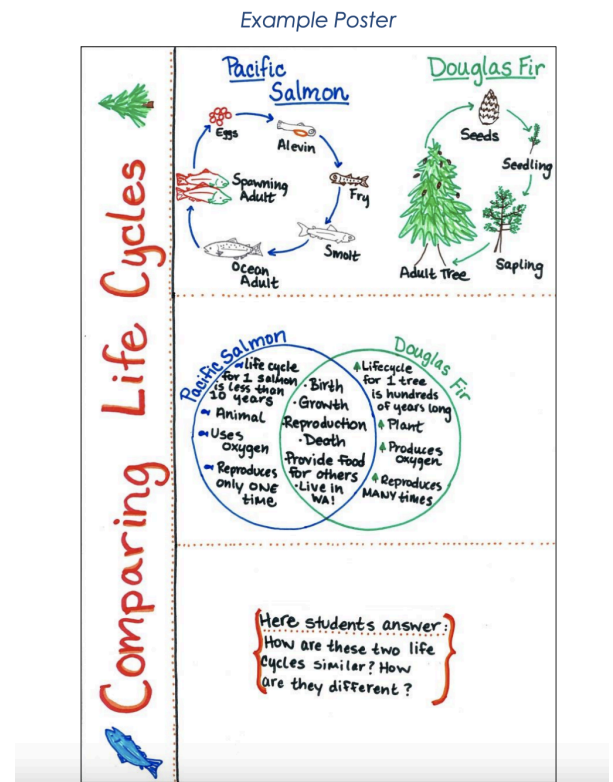 Example Poster
Comparing Life Cycles
Pacific
Salmon
Eggs
Alevin
Fry
Smolt
Ocean
Adult
Spawning
Adult
Douglas Fir
Seeds
Seedling
Sapling
Adult Tree
Pacific Salmon
life cycle
for 1 salmon
is less than
10 years
Animal
Uses
oxygen
Reproduces
only ONE
time
• Birth
• Growth
Reproduction
• Death
Provide Food
for others
• Live in
WA!
Douglas Fir
Lifecycle
for 1 tree
is hundreds
of years long
Plant
Produces
oxygen
Reproduces
MANY times
Here students answer:
How are these two life
cycles similar? How
are they different?